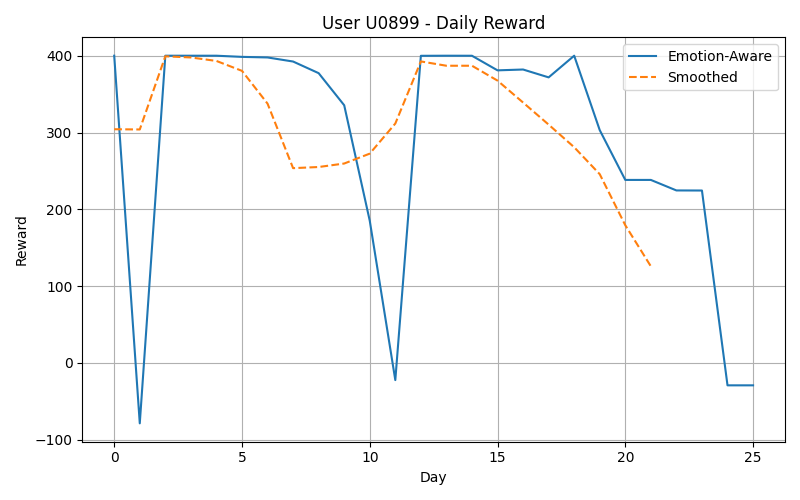 User U0899 - Daily Reward
Emotion-Aware
Smoothed
Reward
400
300
200
100
0
−100
0 5 10 15 20 25
Day